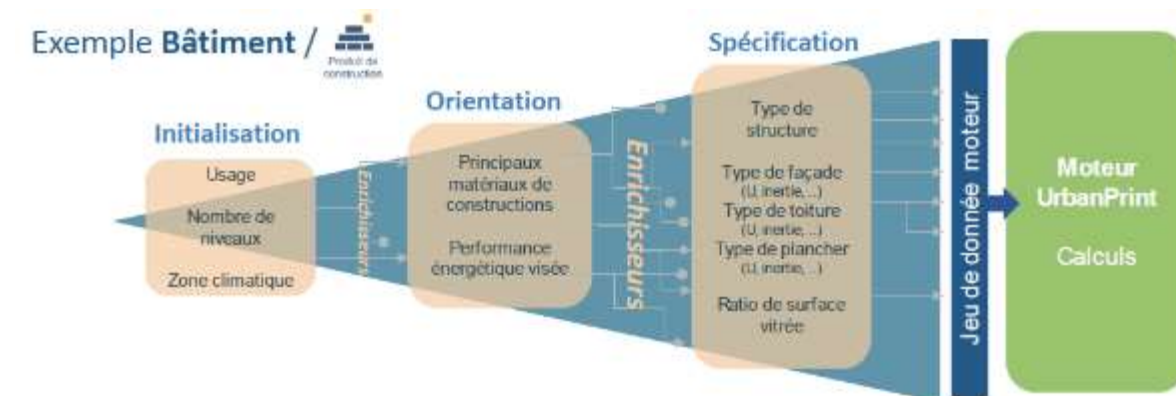 Exemple Bâtiment /
Produit de
construction
Initialisation
Usage
Nombre de
niveaux
Zone climatique
Enrichisseurs
Orientation
Principaux
matériaux de
constructions
Performance
énergétique visée
Enrichisseurs
Spécification
Type de
structure
Type de façade
(U, inertie, ...)
Type de toiture
(U, inertie, ...)
Type de plancher
(U, inertie, ...)
Ratio de surface
vitrée
Jeu de donnée moteur
Moteur
UrbanPrint
Calculs